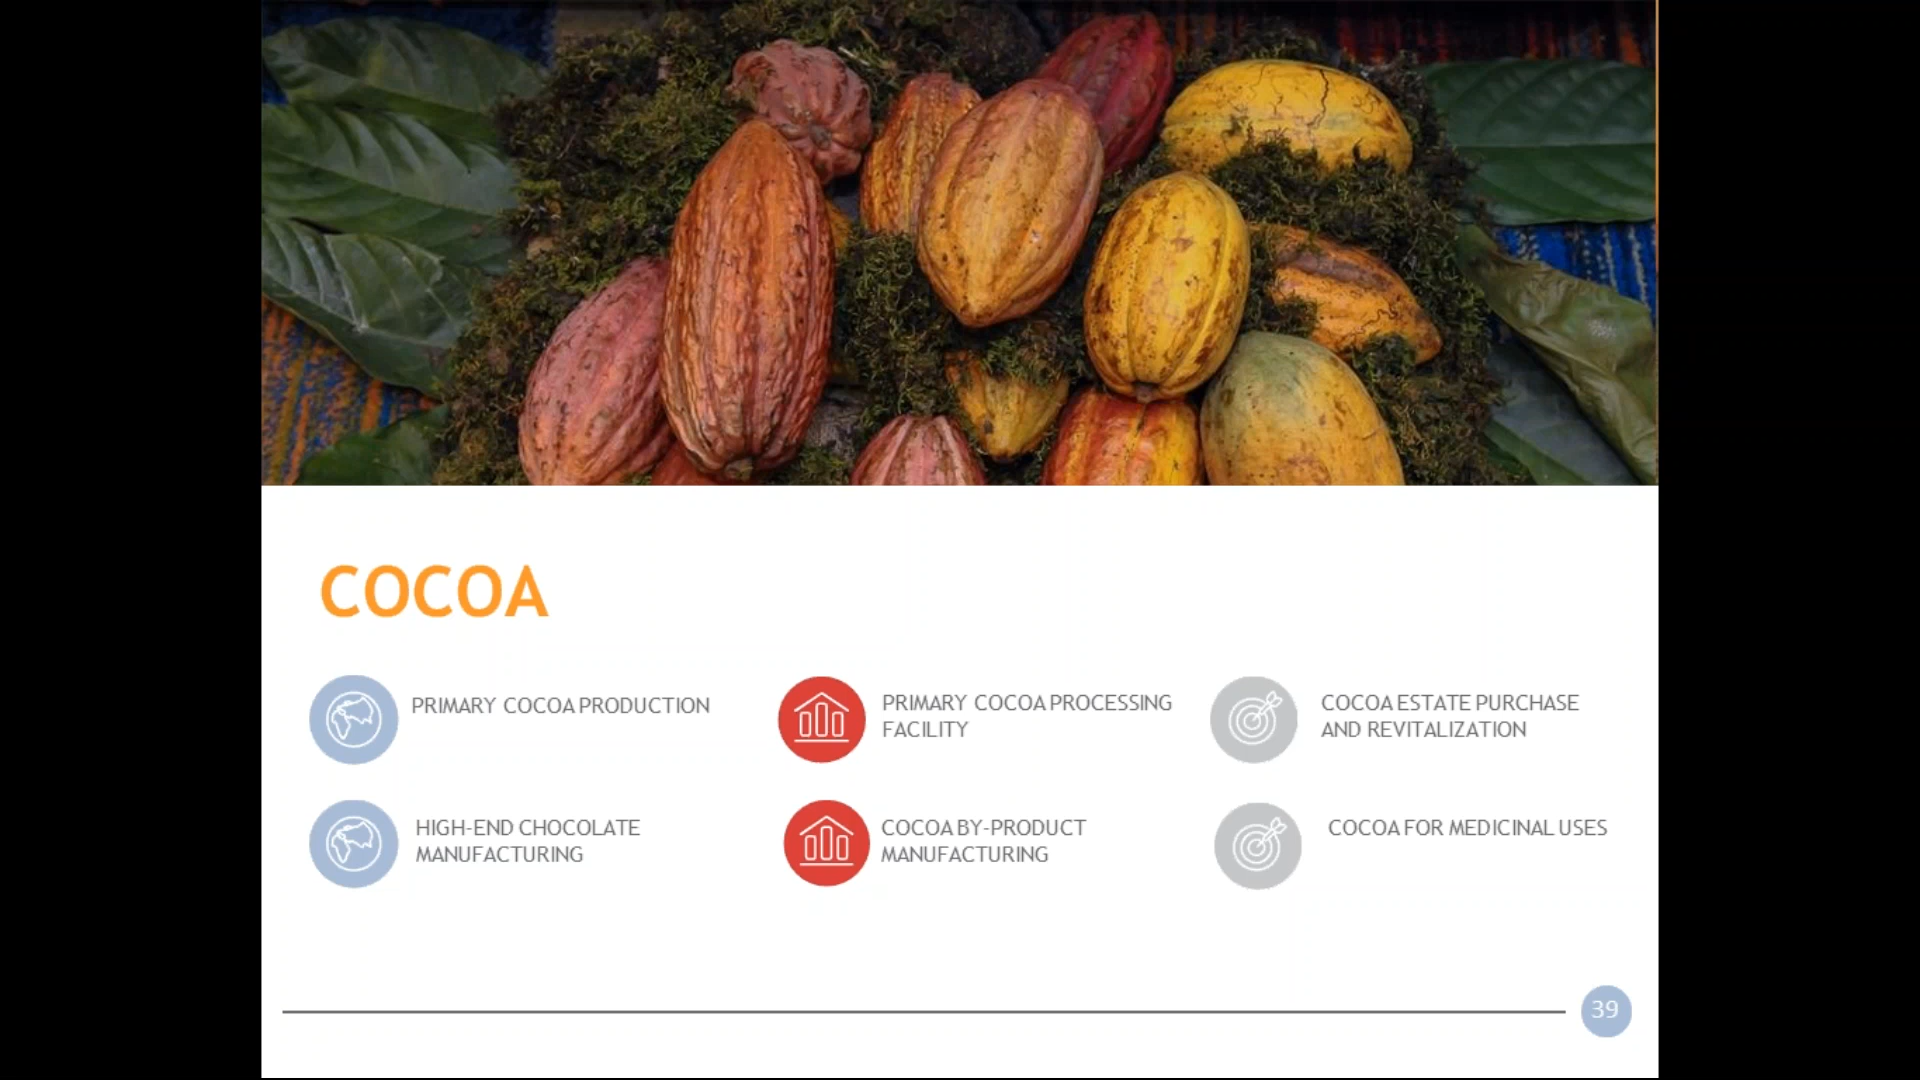 COCOA
PRIMARY COCOA PRODUCTION
PRIMARY COCOA PROCESSING
FACILITY
COCOA ESTATE PURCHASE
AND REVITALIZATION
HIGH-END CHOCOLATE
MANUFACTURING
COCOA BY-PRODUCT
MANUFACTURING
COCOA FOR MEDICINAL USES
39